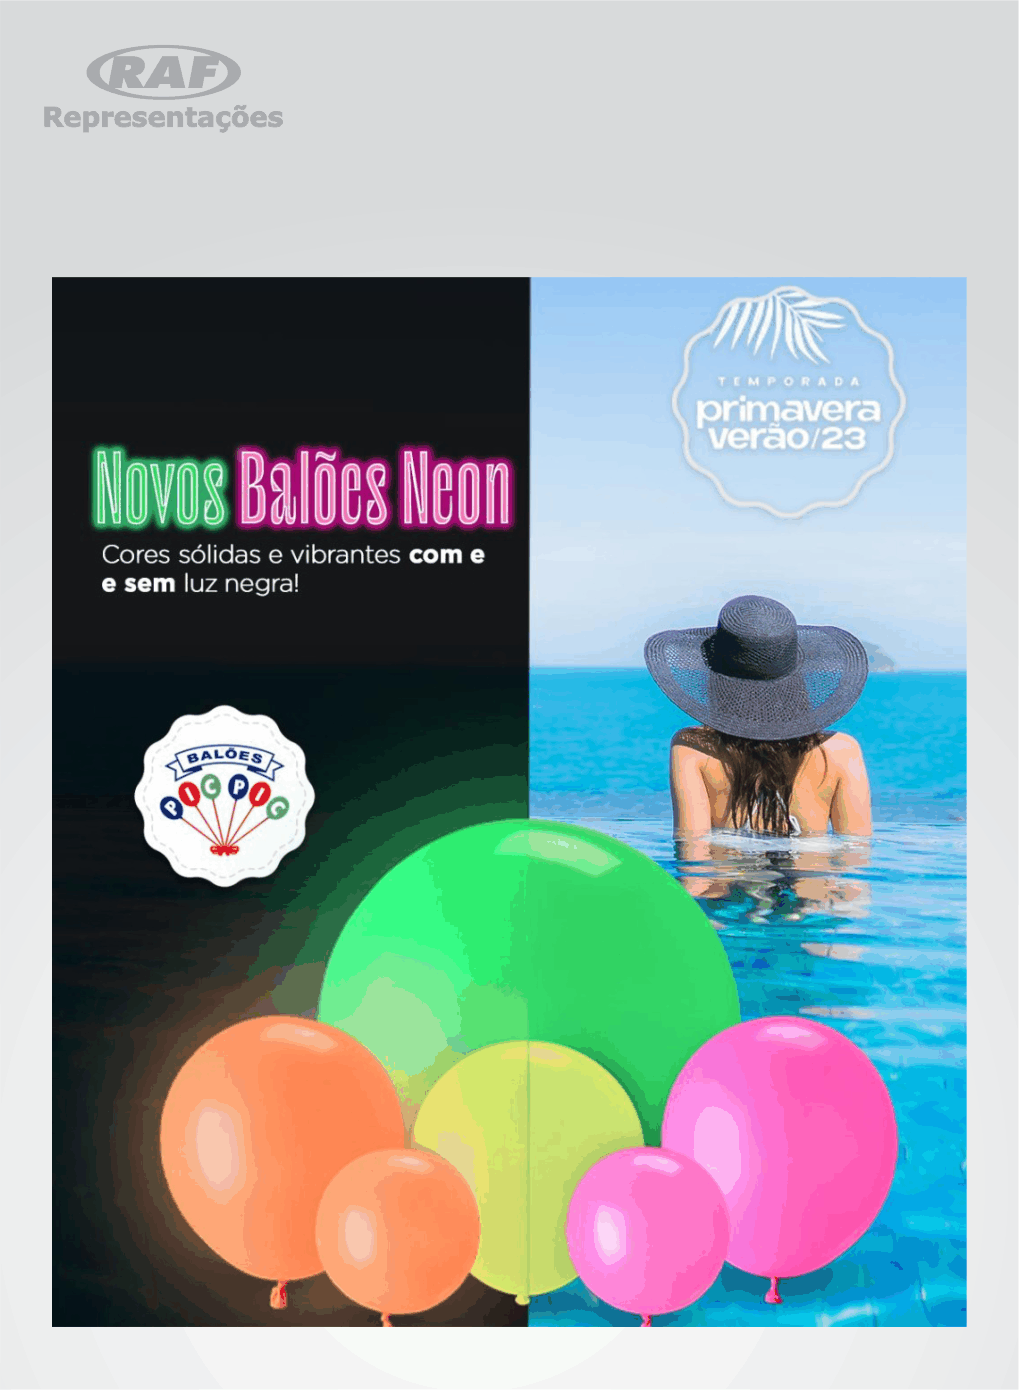 RAF
Representações
TEMPORADA
primavera
verão/23
Novos Balões Neon
Cores sólidas e vibrantes com e
e sem luz negra!
BALÕES
PIC PIC